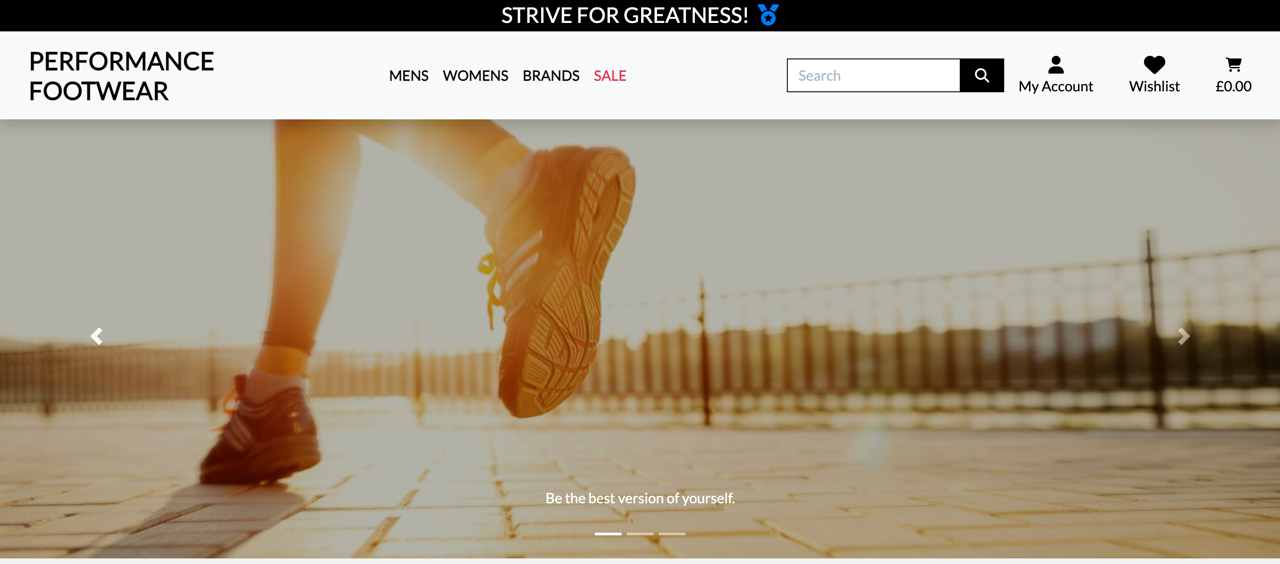 STRIVE FOR GREATNESS!
PERFORMANCE
FOOTWEAR
MENS WOMENS BRANDS SALE
Search
My Account Wishlist £0.00
Be the best version of yourself.